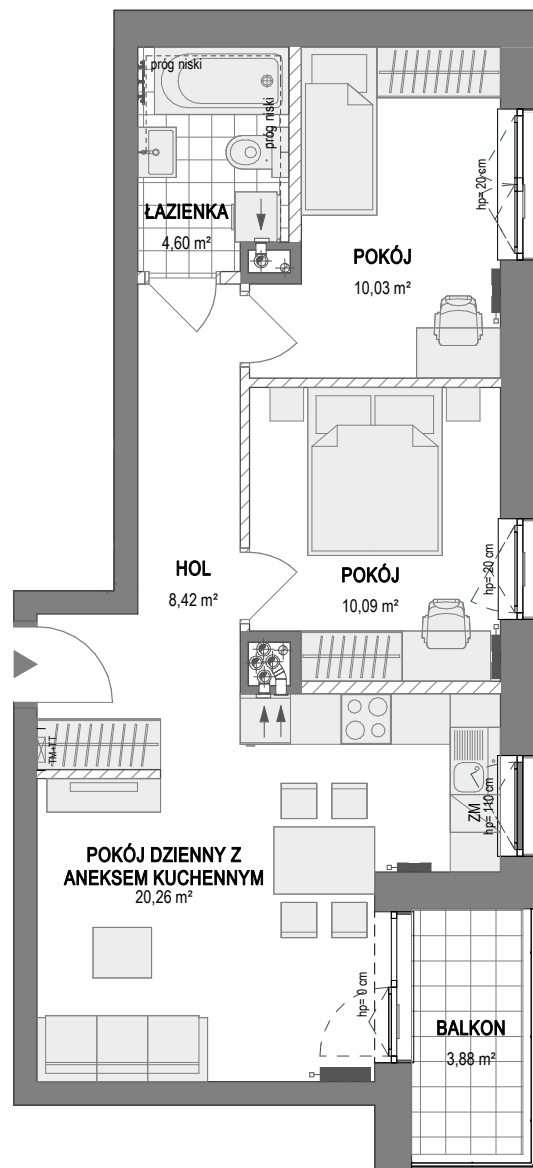 próg niski
próg niski
ŁAZIENKA
4,60 m²
hp= 20 cm
POKÓJ
10,03 m²
HOL
8,42 m²
POKÓJ
10,09 m²
hp= 20 cm
TM+TT
ZM
hp= 110 cm
POKÓJ DZIENNY Z
ANEKSEM KUCHENNYM
20,26 m²
hp= 0 cm
BALKON
3,88 m²